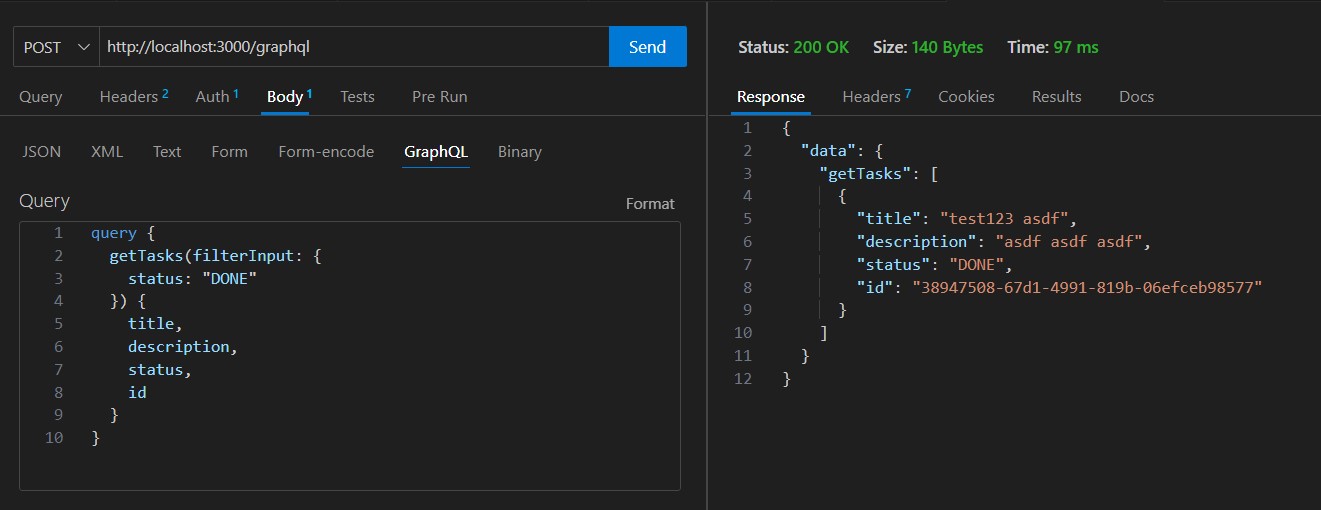 POST http://localhost:3000/graphql Send
Query Headers 2 Auth 1 Body 1 Tests Pre Run
JSON XML Text Form Form-encode GraphQL Binary
Query Format
1 query {
2 getTasks(filterInput: {
3 status: "DONE"
4 }) {
5 title,
6 description,
7 status,
8 id
9 }
10 }
Status: 200 OK Size: 140 Bytes Time: 97 ms
Response Headers 7 Cookies Results Docs
1 {
2 "data": {
3 "getTasks": [
4 {
5 "title": "test123 asdf",
6 "description": "asdf asdf asdf",
7 "status": "DONE",
8 "id": "38947508-67d1-4991-819b-06efceb98577"
9 }
10 ]
11 }
12 }